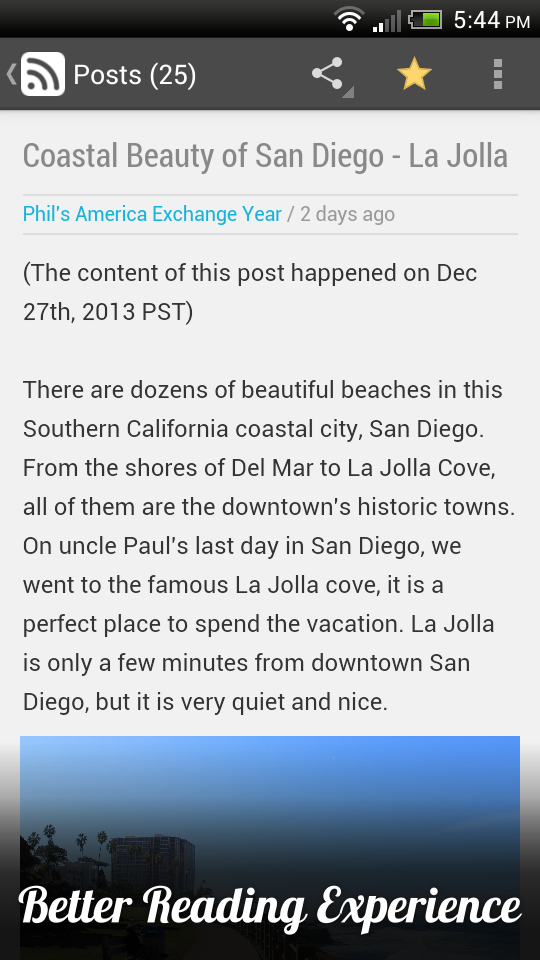 5:44 PM
Posts (25)
Coastal Beauty of San Diego - La Jolla
Phil's America Exchange Year / 2 days ago
(The content of this post happened on Dec
27th, 2013 PST)
There are dozens of beautiful beaches in this
Southern California coastal city, San Diego.
From the shores of Del Mar to La Jolla Cove,
all of them are the downtown's historic towns.
On uncle Paul's last day in San Diego, we
went to the famous La Jolla cove, it is a
perfect place to spend the vacation. La Jolla
is only a few minutes from downtown San
Diego, but it is very quiet and nice.
Better Reading Experience